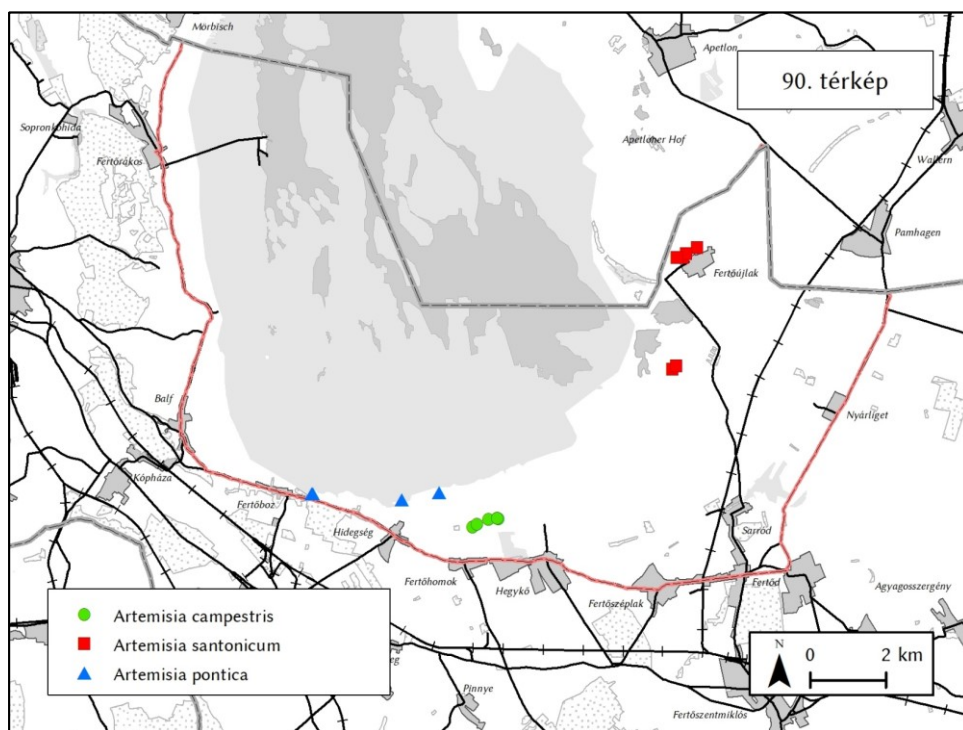 Mörbisch
Apetlon
90. térkép
Sopronkőhida
Fertőrákos
Apetloner Hof
Wallern
Pamhagen
Fertőújlak
Balf
Nyárliget
Kópháza
Fertőboz
Hidegség
Sarród
Fertőhomok
Hegykő
Fertőszéplak
Fertőd
Agyagosszergény
Artemisia campestris
Artemisia santonicum
Artemisia pontica
N
0 2 km
Pinnye
Fertőszentmiklós